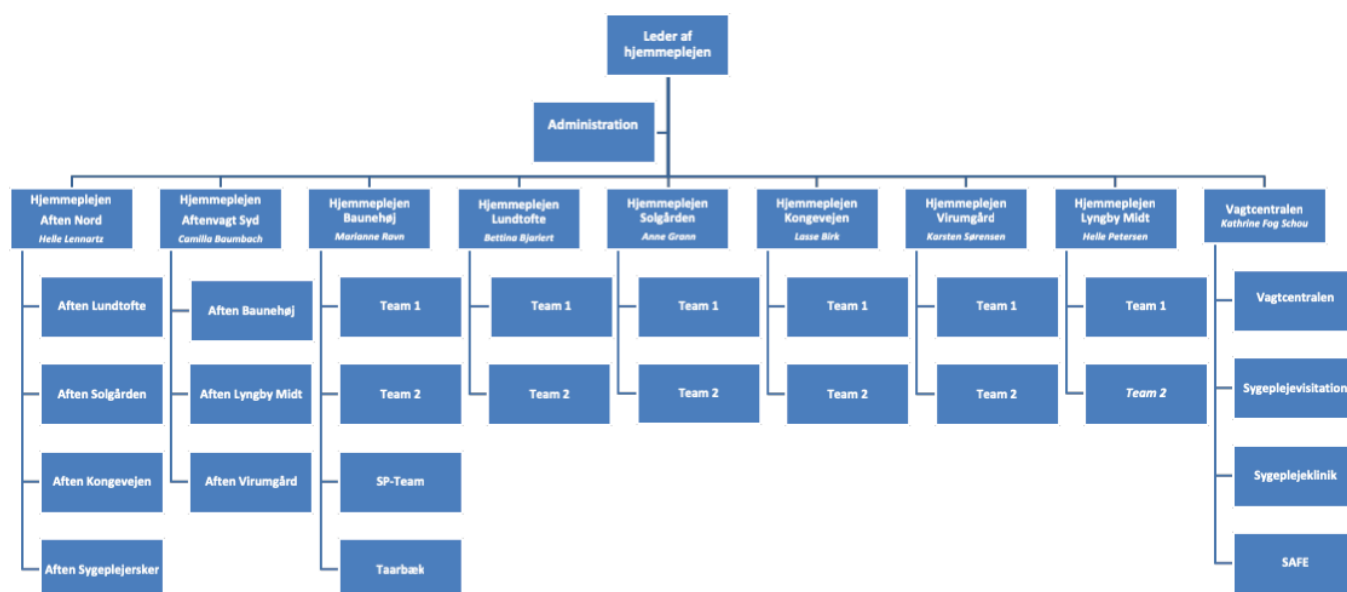 Leder af
hjemmeplejen
Administration
Hjemmeplejen
Aften Nord
Helle Lennartz
Hjemmeplejen
Aftenvagt Syd
Camilla Baumbach
Hjemmeplejen
Baunehøj
Marianne Ravn
Hjemmeplejen
Lundtofte
Bettina Bjariert
Hjemmeplejen
Solgården
Anne Grann
Hjemmeplejen
Kongevejen
Lasse Birk
Hjemmeplejen
Virumgård
Karsten Sørensen
Hjemmeplejen
Lyngby Midt
Helle Petersen
Vagtcentralen
Kathrine Fog Schou
Aften Lundtofte
Aften Solgården
Aften Kongevejen
Aften Sygeplejersker
Aften Baunehøj
Aften Lyngby Midt
Aften Virumgård
Team 1
Team 2
SP-Team
Taarbæk
Team 1
Team 2
Team 1
Team 2
Team 1
Team 2
Team 1
Team 2
Team 1
Team 2
Vagtcentralen
Sygeplejevisitation
Sygeplejeklinik
SAFE